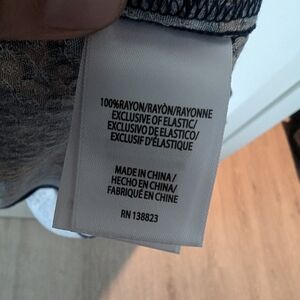 100%RAYON/RAYÒN/RAYONNE
EXCLUSIVE OF ELASTIC/
EXCLUSIVO DE ELASTICO/
EXCLUSIF D'ÉLASTIQUE
MADE IN CHINA/
HECHO EN CHINA/
FABRIQUÉ EN CHINE
RN 138823